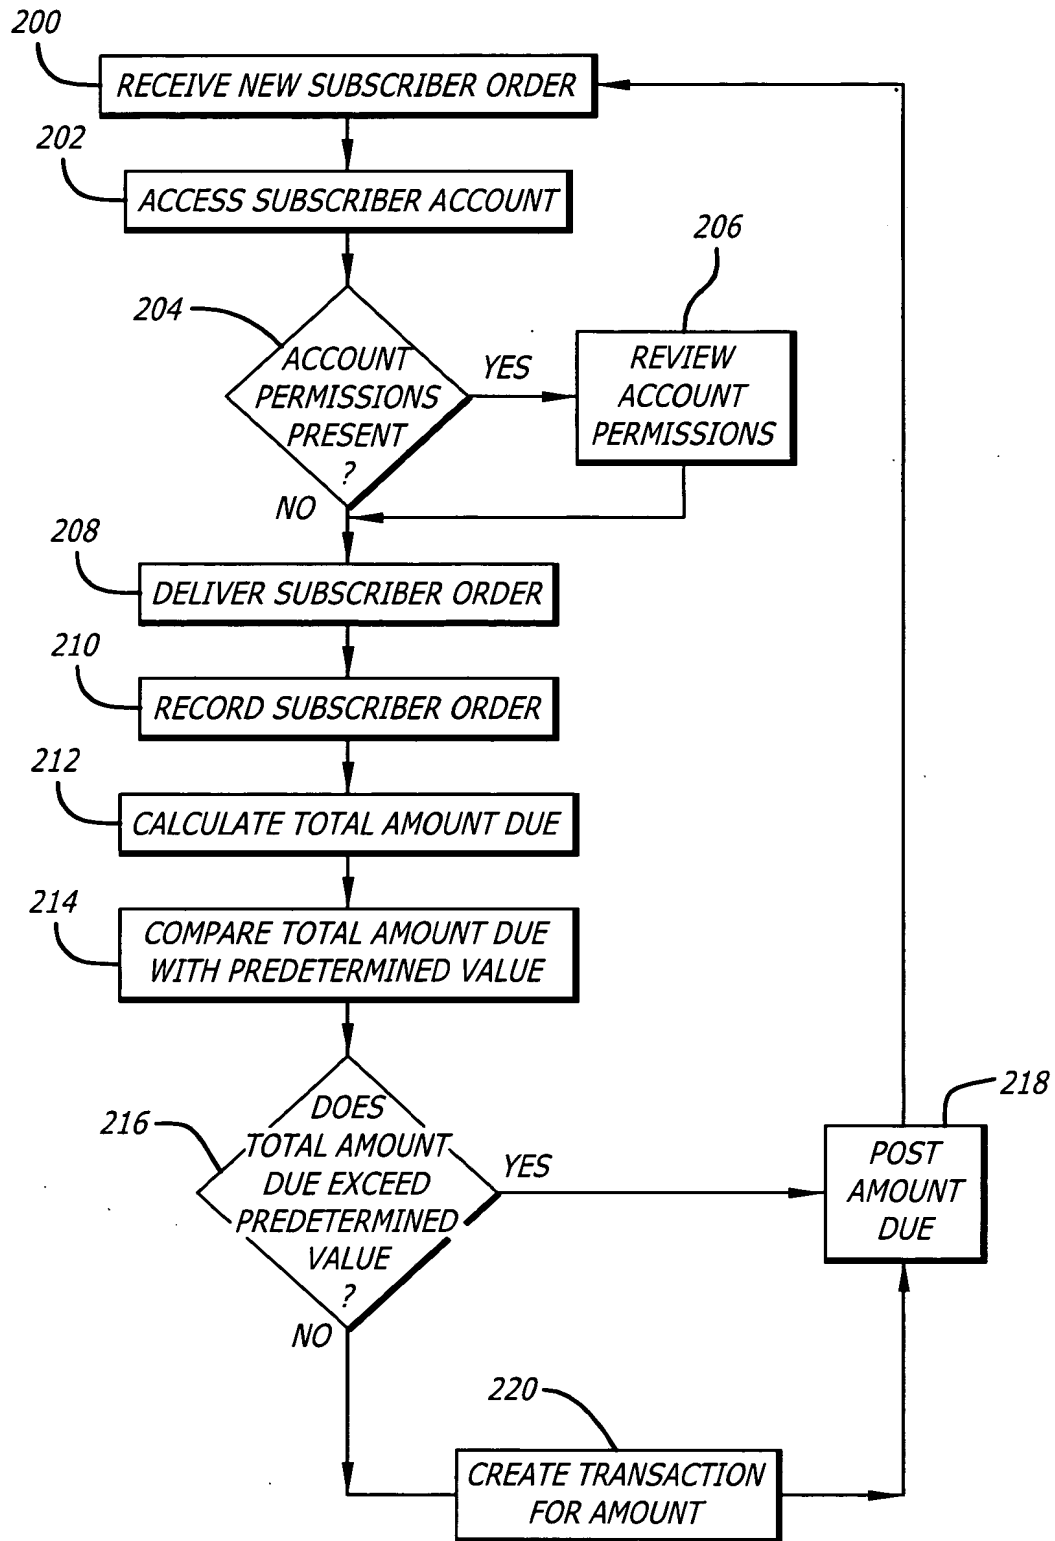 200
RECEIVE NEW SUBSCRIBER ORDER
202
ACCESS SUBSCRIBER ACCOUNT
206
204
ACCOUNT
PERMISSIONS
PRESENT
?
YES
REVIEW
ACCOUNT
PERMISSIONS
NO
208
DELIVER SUBSCRIBER ORDER
210
RECORD SUBSCRIBER ORDER
212
CALCULATE TOTAL AMOUNT DUE
214
COMPARE TOTAL AMOUNT DUE
WITH PREDETERMINED VALUE
216
DOES
TOTAL AMOUNT
DUE EXCEED
PREDETERMINED
VALUE
?
YES
218
POST
AMOUNT
DUE
NO
220
CREATE TRANSACTION
FOR AMOUNT